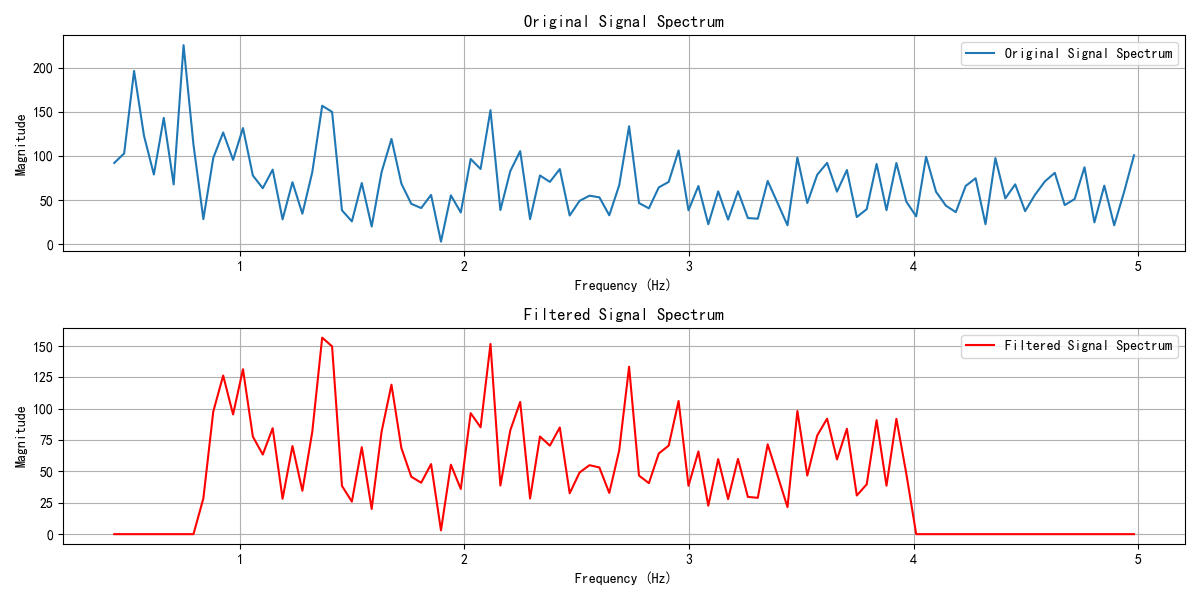 Original Signal Spectrum
Original Signal Spectrum
200
150
100
50
0
Magnitude
1 2 3 4 5
Frequency (Hz)
Filtered Signal Spectrum
Filtered Signal Spectrum
150
125
100
75
50
25
0
Magnitude
1 2 3 4 5
Frequency (Hz)